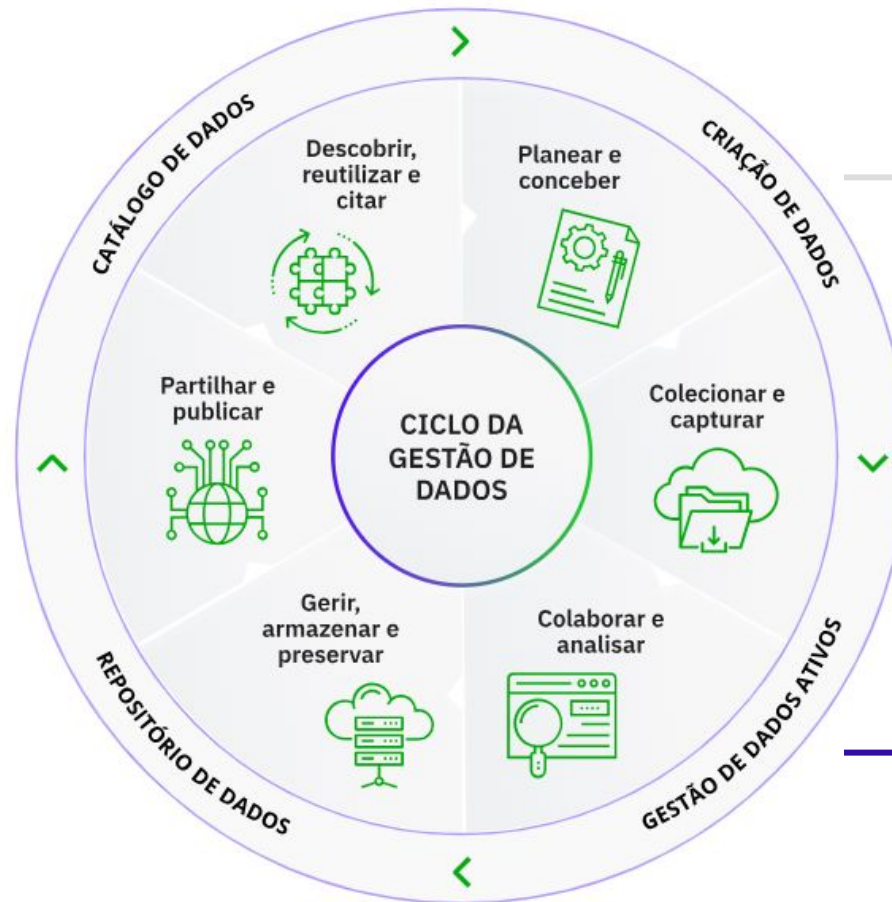 CATÁLOGO DE DADOS
CRIAÇÃO DE DADOS
Descobrir,
reutilizar e
citar
Planear e
conceber
Partilhar e
publicar
CICLO DA
GESTÃO DE
DADOS
Colecionar e
capturar
Gerir,
armazenar e
preservar
Colaborar e
analisar
REPOSITÓRIO DE DADOS
GESTÃO DE DADOS ATIVOS